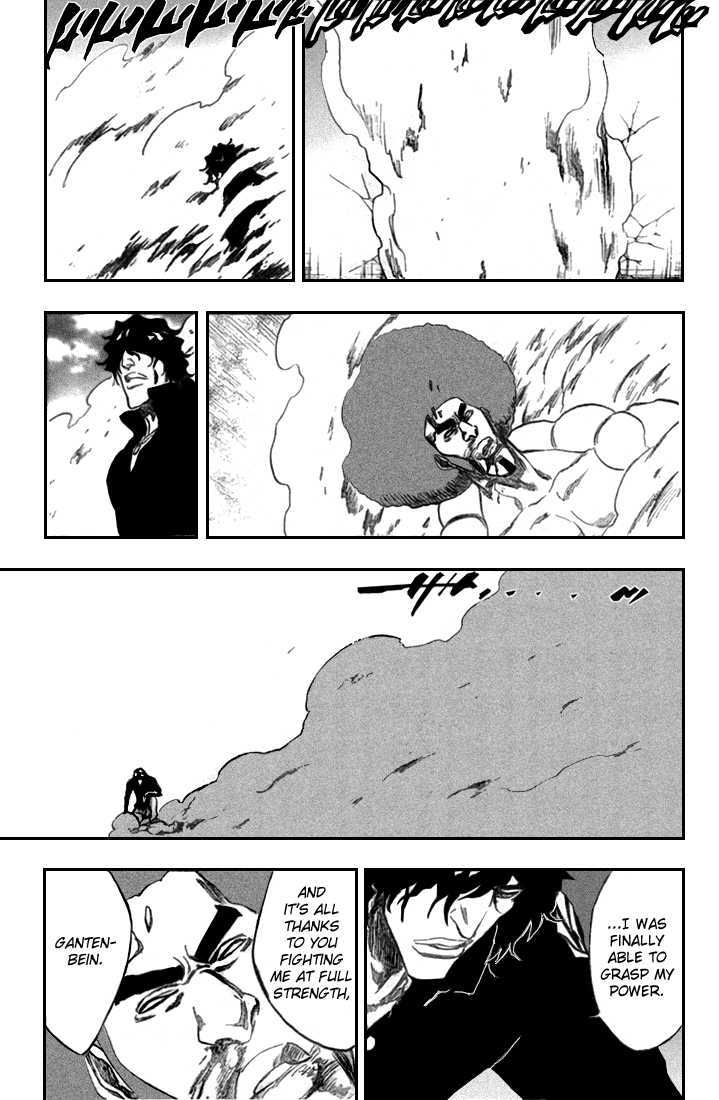 ...I WAS
FINALLY
ABLE TO
GRASP MY
POWER.
AND
IT'S ALL
THANKS
TO YOU
FIGHTING
ME AT FULL
STRENGTH,
GANTEN-
BEIN.